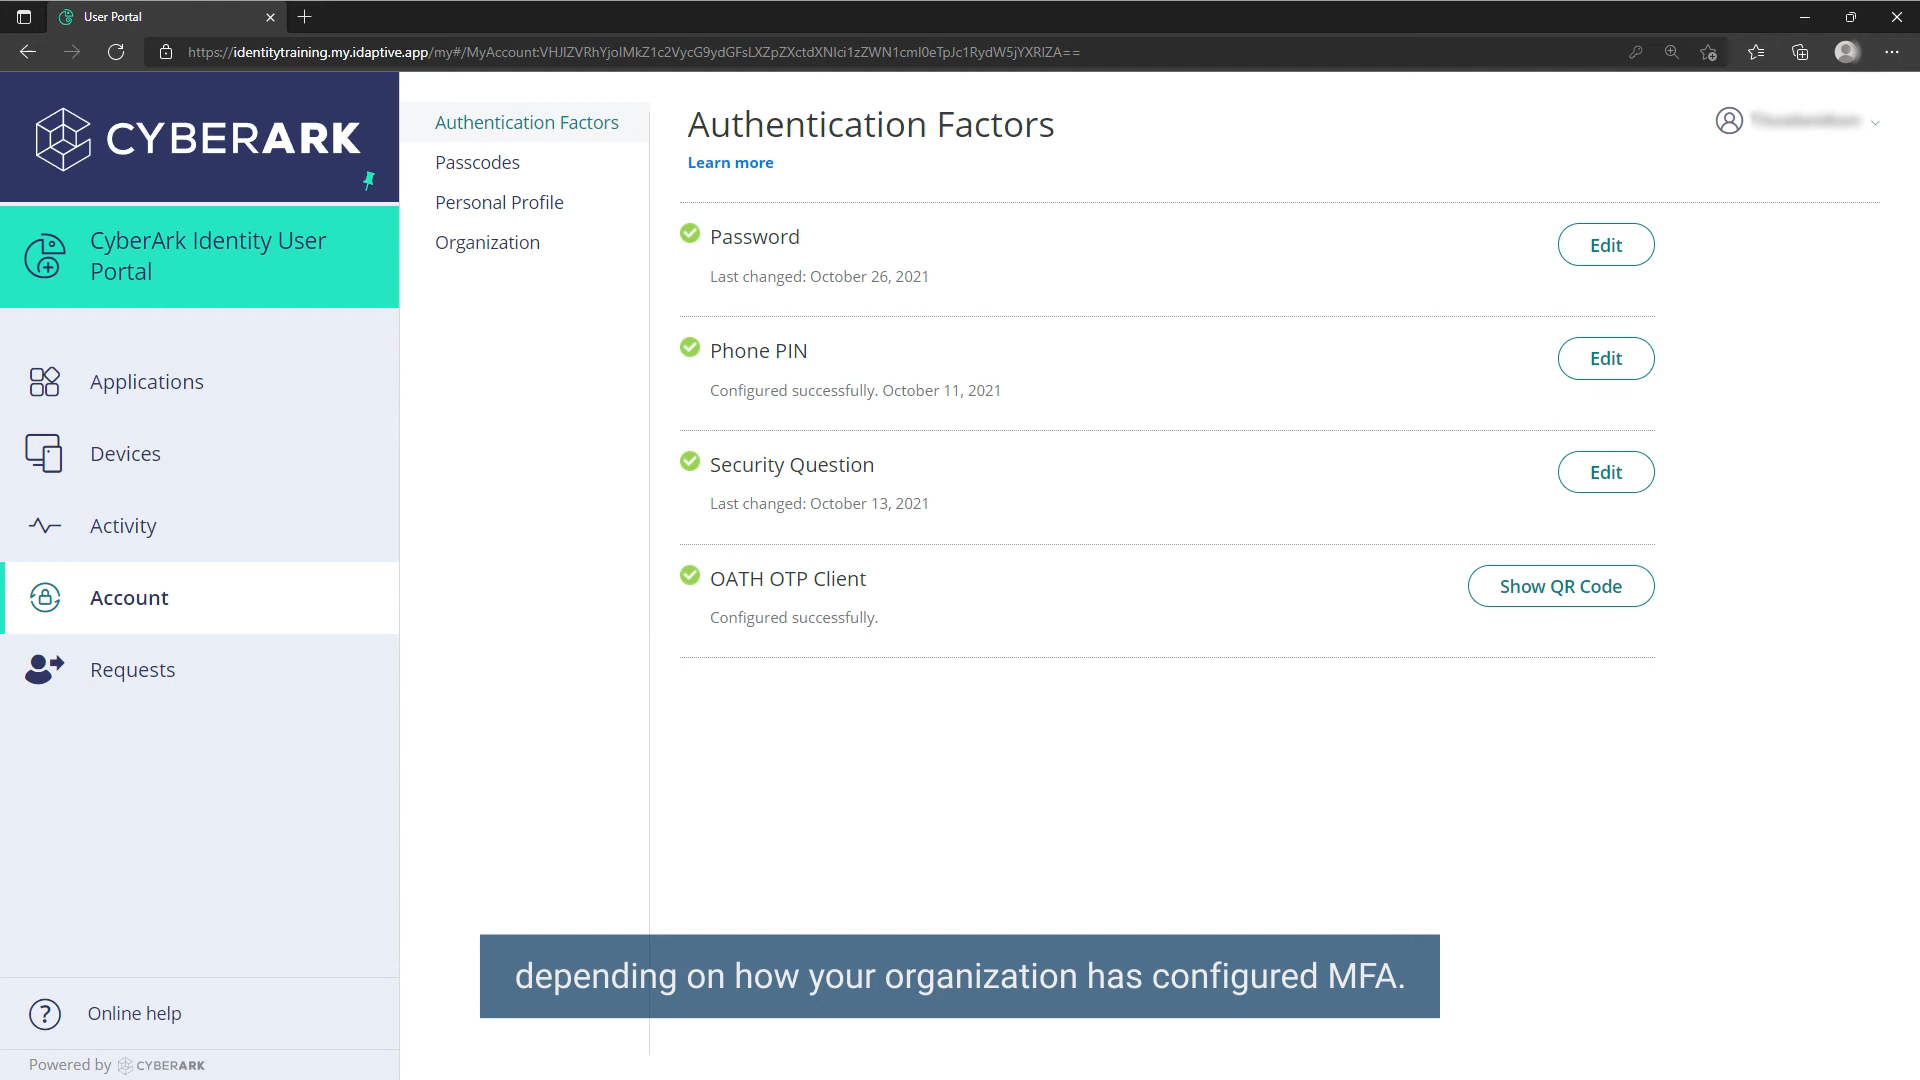 User Portal
https://identitytraining.my.idaptive.app/my#/MyAccount:VHJIZVRhYjolMkZ1c2VycG9ydGFsLXZpZXctdXNlci1zZWN1cml0eTpJc1RydW5jYXRlZA==
CYBERARK
CyberArk Identity User
Portal
Applications
Devices
Activity
Account
Requests
Online help
Powered by CYBERARK
Authentication Factors
Passcodes
Personal Profile
Organization
Authentication Factors
Learn more
Password
Edit
Last changed: October 26, 2021
Phone PIN
Edit
Configured successfully. October 11, 2021
Security Question
Edit
Last changed: October 13, 2021
OATH OTP Client
Show QR Code
Configured successfully.
depending on how your organization has configured MFA.